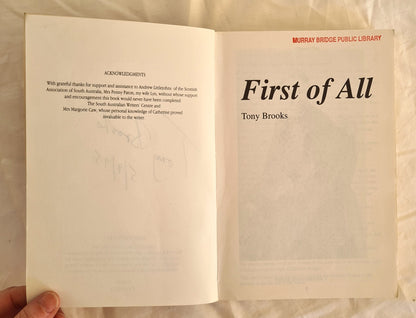 ACKNOWLEDGMENTS
With grateful thanks for support and assistance to Andrew Littlejohn of the Scottish
Association of South Australia, Mrs Penny Paton, my wife Lyn, without whose support
and encouragement this book would never have been completed
The South Australian Writers' Centre and
Mrs Marjorie Caw, whose personal knowledge of Catherine proved
invaluable to the writer
MURRAY BRIDGE PUBLIC LIBRARY
First of All
Tony Brooks